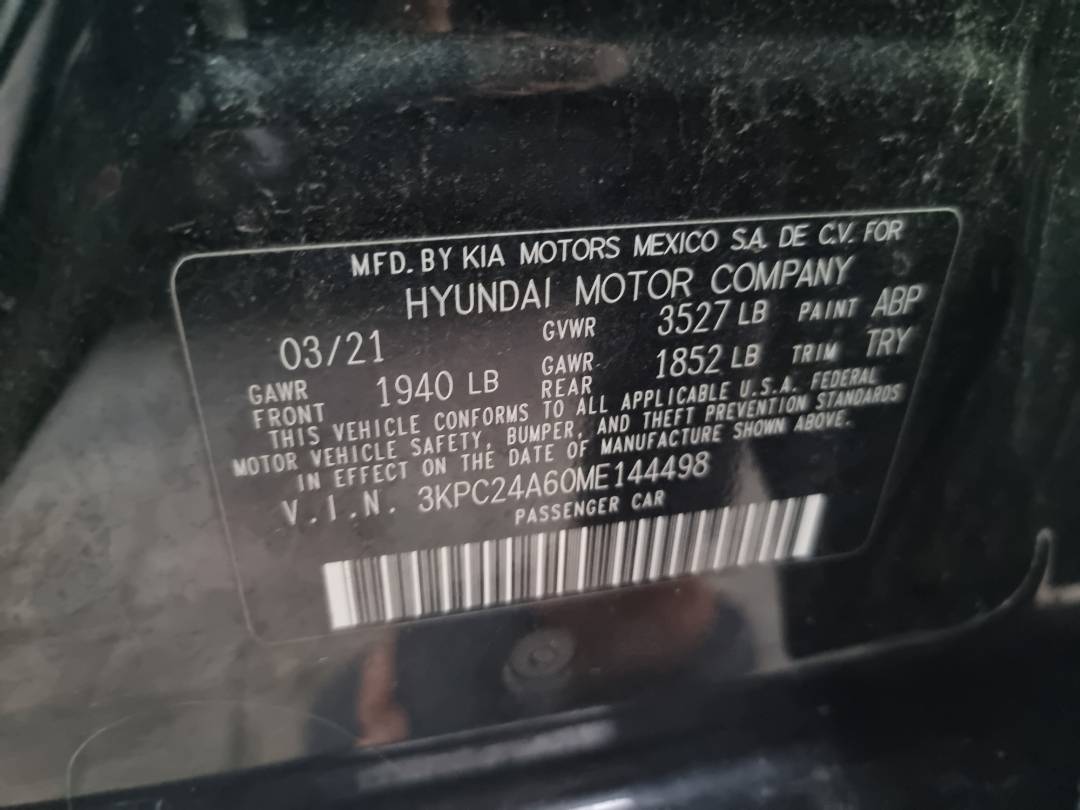 MFD. BY KIA MOTORS MEXICO S.A. DE C.V. FOR
HYUNDAI MOTOR COMPANY
03/21 GVWR 3527 LB PAINT ABP
GAWR FRONT 1940 LB GAWR REAR 1852 LB TRIM TRY
THIS VEHICLE CONFORMS TO ALL APPLICABLE U.S.A. FEDERAL
MOTOR VEHICLE SAFETY, BUMPER, AND THEFT PREVENTION STANDARDS
IN EFFECT ON THE DATE OF MANUFACTURE SHOWN ABOVE.
V.I.N. 3KPC24A60ME144498
PASSENGER CAR